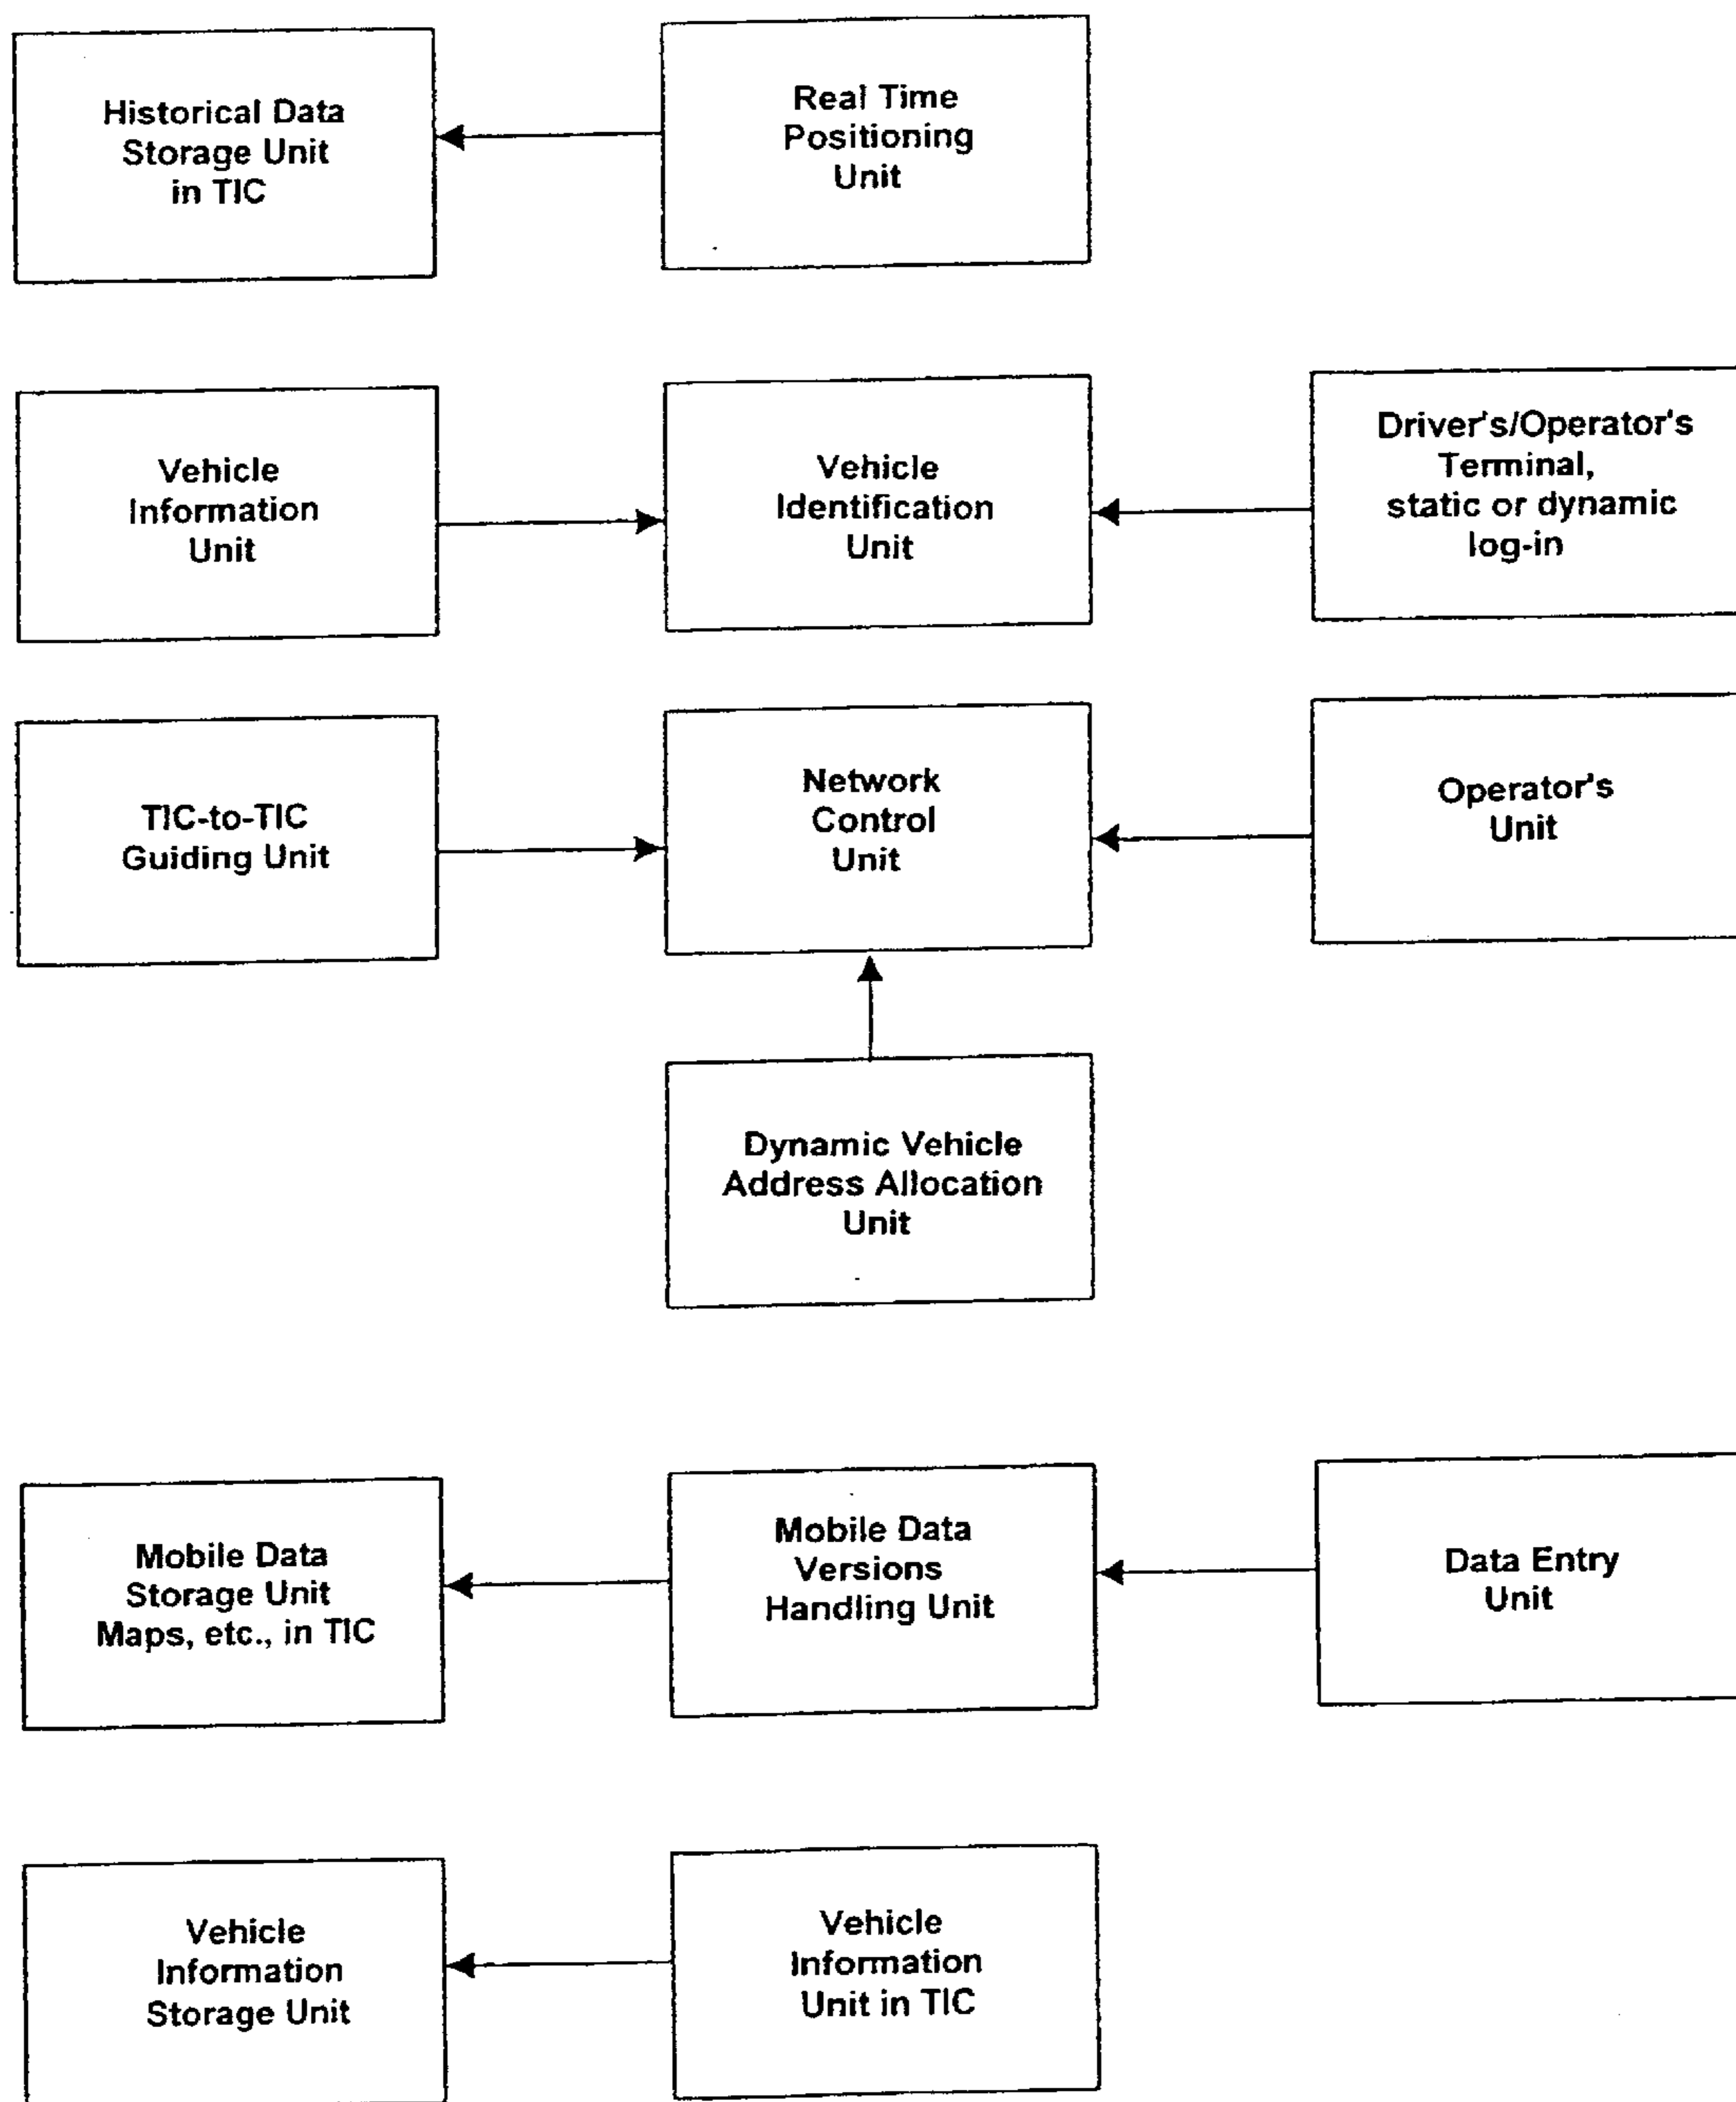 Historical Data
Storage Unit
in TIC
Real Time
Positioning
Unit
Vehicle
Information
Unit
Vehicle
Identification
Unit
Driver's/Operator's
Terminal,
static or dynamic
log-in
TIC-to-TIC
Guiding Unit
Network
Control
Unit
Operator's
Unit
Dynamic Vehicle
Address Allocation
Unit
Mobile Data
Storage Unit
Maps, etc., in TIC
Mobile Data
Versions
Handling Unit
Data Entry
Unit
Vehicle
Information
Storage Unit
Vehicle
Information
Unit in TIC